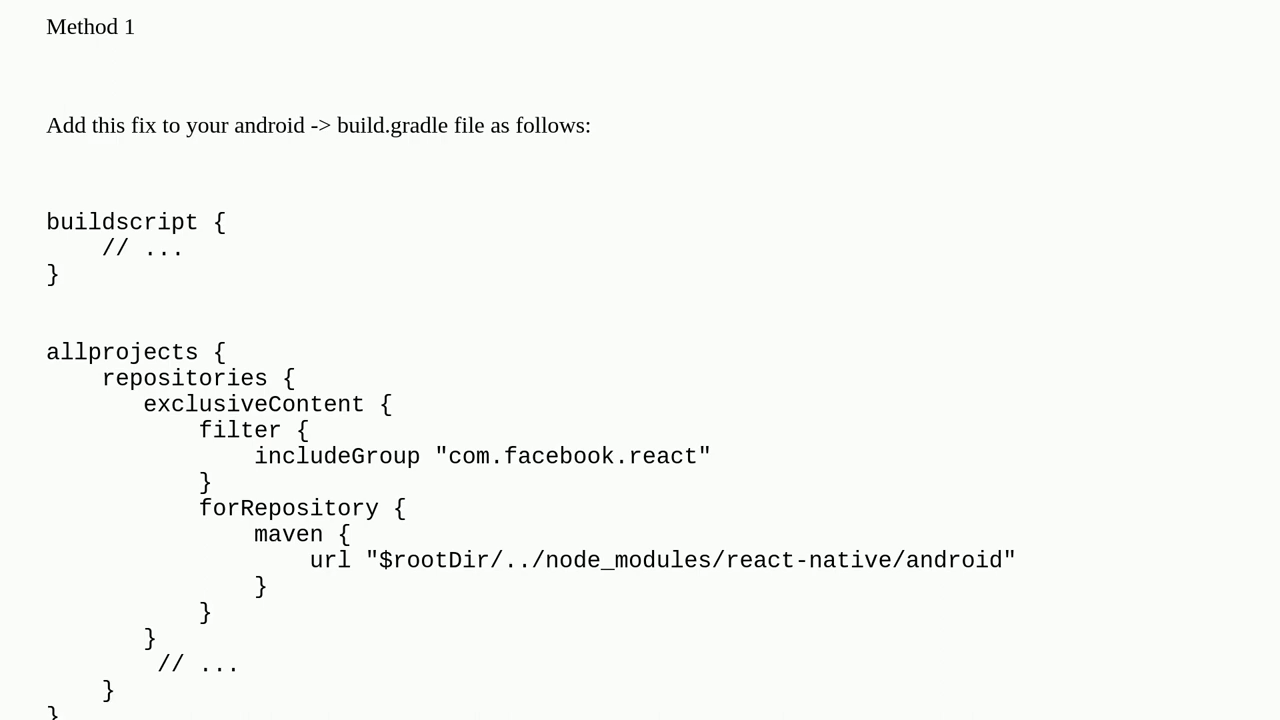 Method 1
Add this fix to your android -> build.gradle file as follows:
buildscript {
    // ...
}
allprojects {
    repositories {
       exclusiveContent {
           filter {
               includeGroup "com.facebook.react"
           }
           forRepository {
               maven {
                   url "$rootDir/../node_modules/react-native/android"
               }
           }
       }
        // ...
    }
}